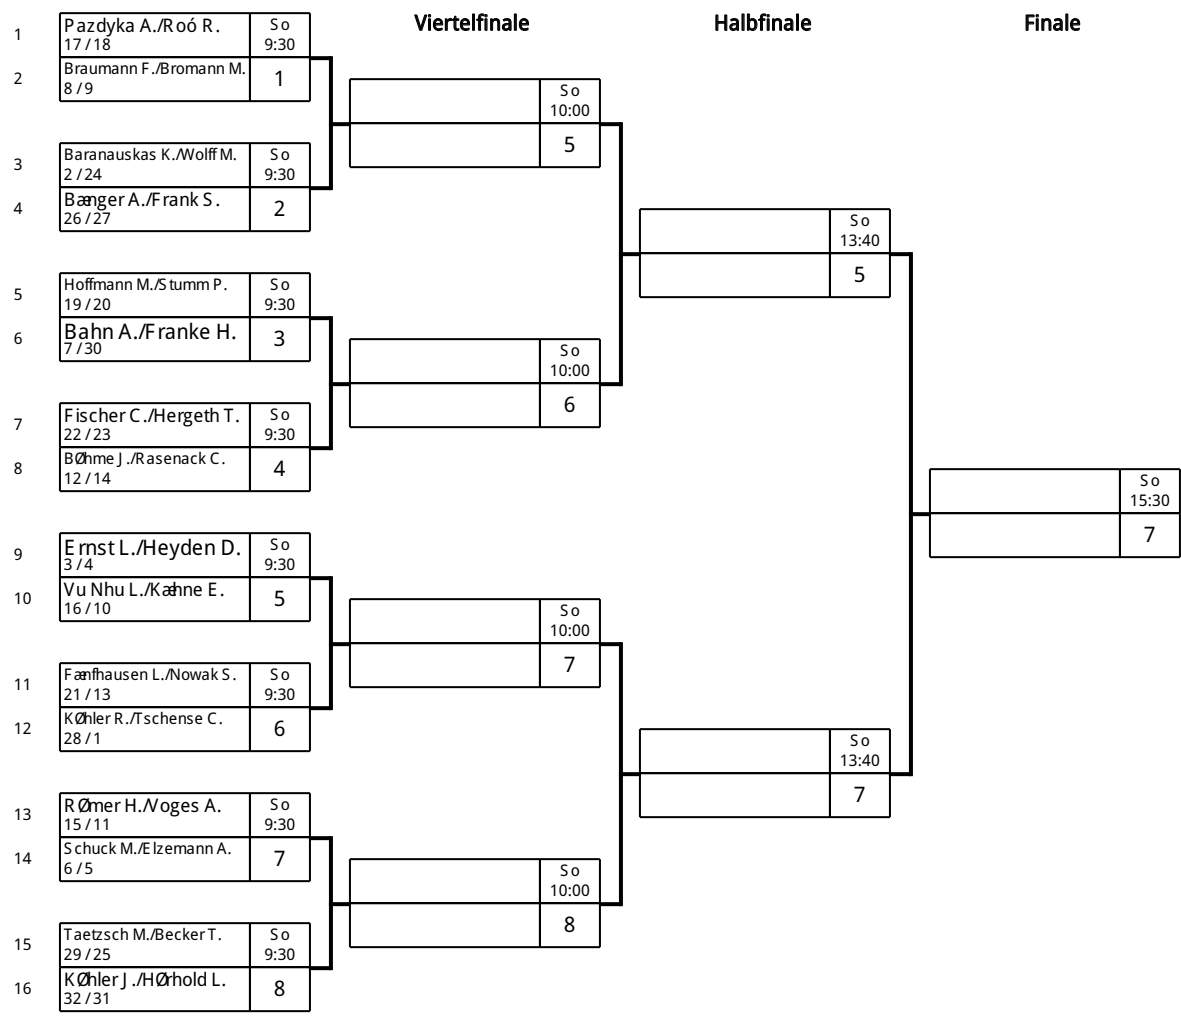 Viertelfinale
Halbfinale
Finale
1
Pazdyka A./Roó R.
17/18
So
9:30
2
Braumann F./Bromann M.
8/9
1
So
10:00
5
3
Baranauskas K./Wolff M.
2/24
So
9:30
4
Bænger A./Frank S.
26/27
2
So
13:40
5
5
Hoffmann M./Stumm P.
19/20
So
9:30
6
Bahn A./Franke H.
7/30
3
So
10:00
6
7
Fischer C./Hergeth T.
22/23
So
9:30
8
BØhme J./Rasenack C.
12/14
4
So
15:30
7
9
Ernst L./Heyden D.
3/4
So
9:30
10
Vu Nhu L./Kæhne E.
16/10
5
So
10:00
7
11
Fænfhausen L./Nowak S.
21/13
So
9:30
12
KØhler R./Tschense C.
28/1
6
So
13:40
7
13
RØmer H./Voges A.
15/11
So
9:30
14
Schuck M./Elzemann A.
6/5
7
So
10:00
8
15
Taetzsch M./Becker T.
29/25
So
9:30
16
KØhler J./HØrhold L.
32/31
8